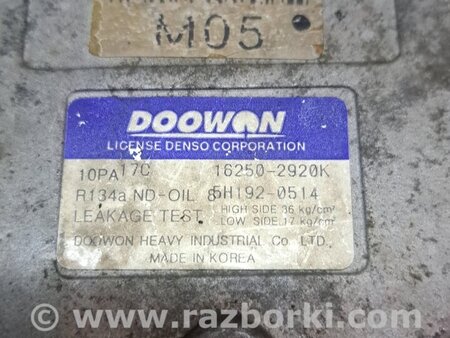 M05
DOOWON
LICENSE DENSO CORPORATION
10PA17C 16250-2920K
R134a ND-OIL 8 5H192-0514
LEAKAGE TEST HIGH SIDE 36 kg/cm²
LOW SIDE 17 kg/cm²
DOOWON HEAVY INDUSTRIAL Co. LTD.,
MADE IN KOREA
www.razborki.com